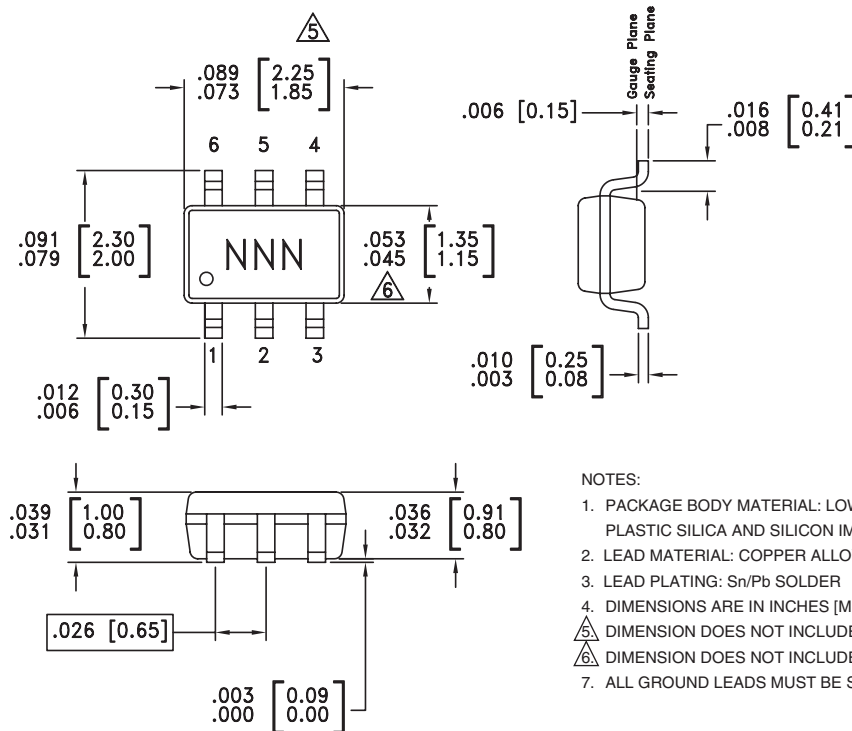 5
.089 [2.25
.073 1.85]
6 5 4
.091 [2.30
.079 2.00]
NNN
.053 [1.35
.045 1.15]
6
1 2 3
.012 [0.30
.006 0.15]
Gauge Plane
Seating Plane
.006 [0.15]
.016 [0.41
.008 0.21]
.010 [0.25
.003 0.08]
.039 [1.00
.031 0.80]
.036 [0.91
.032 0.80]
.026 [0.65]
.003 [0.09
.000 0.00]
NOTES:
1. PACKAGE BODY MATERIAL: LOW
PLASTIC SILICA AND SILICON IM
2. LEAD MATERIAL: COPPER ALLO
3. LEAD PLATING: Sn/Pb SOLDER
4. DIMENSIONS ARE IN INCHES [M
5. DIMENSION DOES NOT INCLUDE
6. DIMENSION DOES NOT INCLUDE
7. ALL GROUND LEADS MUST BE S